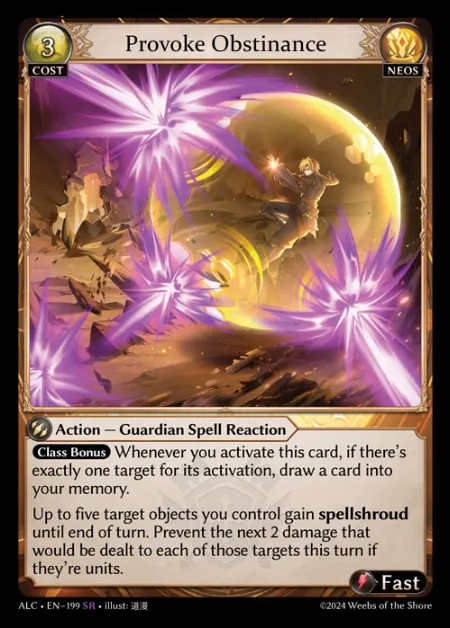 3
Provoke Obstinance
COST
NEOS
Action — Guardian Spell Reaction
Class Bonus Whenever you activate this card, if there's
exactly one target for its activation, draw a card into
your memory.
Up to five target objects you control gain spellshroud
until end of turn. Prevent the next 2 damage that
would be dealt to each of those targets this turn if
they're units.
Fast
ALC • EN-199 SR • illust: 道漫
©2024 Weebs of the Shore